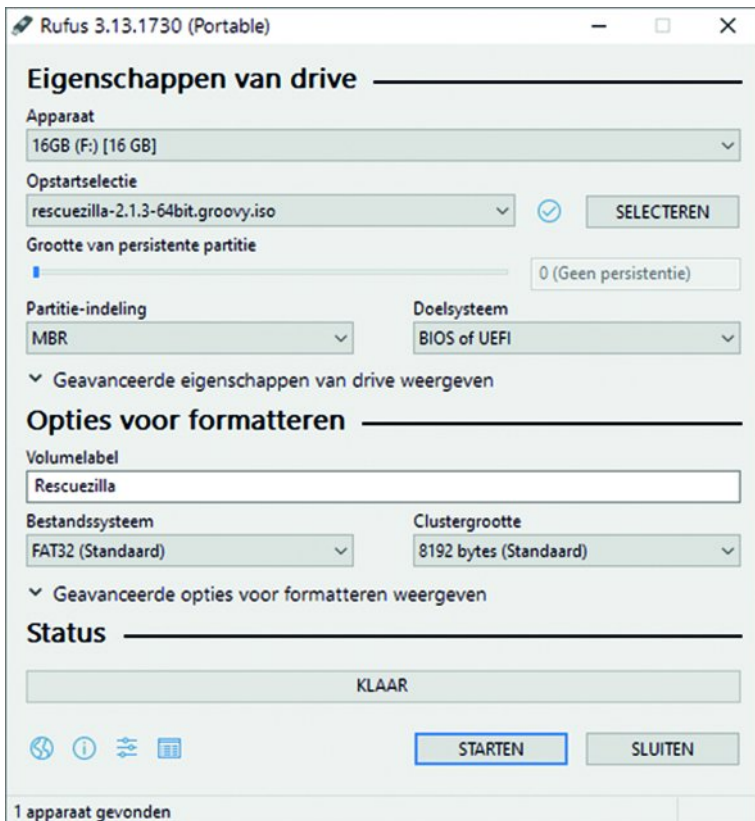 Rufus 3.13.1730 (Portable)
Eigenschappen van drive
Apparaat
16GB (F:) [16 GB]
Opstartselectie
rescuezilla-2.1.3-64bit.groovy.iso
SELECTEREN
Grootte van persistente partitie
0 (Geen persistentie)
Partitie-indeling
Doelsysteem
MBR
BIOS of UEFI
Geavanceerde eigenschappen van drive weergeven
Opties voor formatteren
Volumelabel
Rescuezilla
Bestandssysteem
Clustergrootte
FAT32 (Standaard)
8192 bytes (Standaard)
Geavanceerde opties voor formatteren weergeven
Status
KLAAR
STARTEN
SLUITEN
1 apparaat gevonden